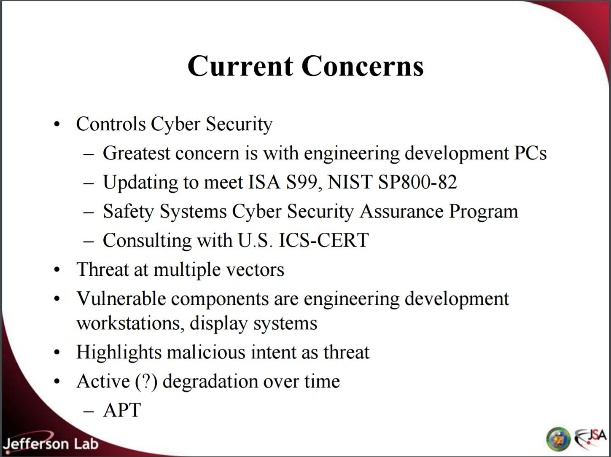 Current Concerns
• Controls Cyber Security
– Greatest concern is with engineering development PCs
– Updating to meet ISA S99, NIST SP800-82
– Safety Systems Cyber Security Assurance Program
– Consulting with U.S. ICS-CERT
• Threat at multiple vectors
• Vulnerable components are engineering development
workstations, display systems
• Highlights malicious intent as threat
• Active (?) degradation over time
– APT
Jefferson Lab
JSA